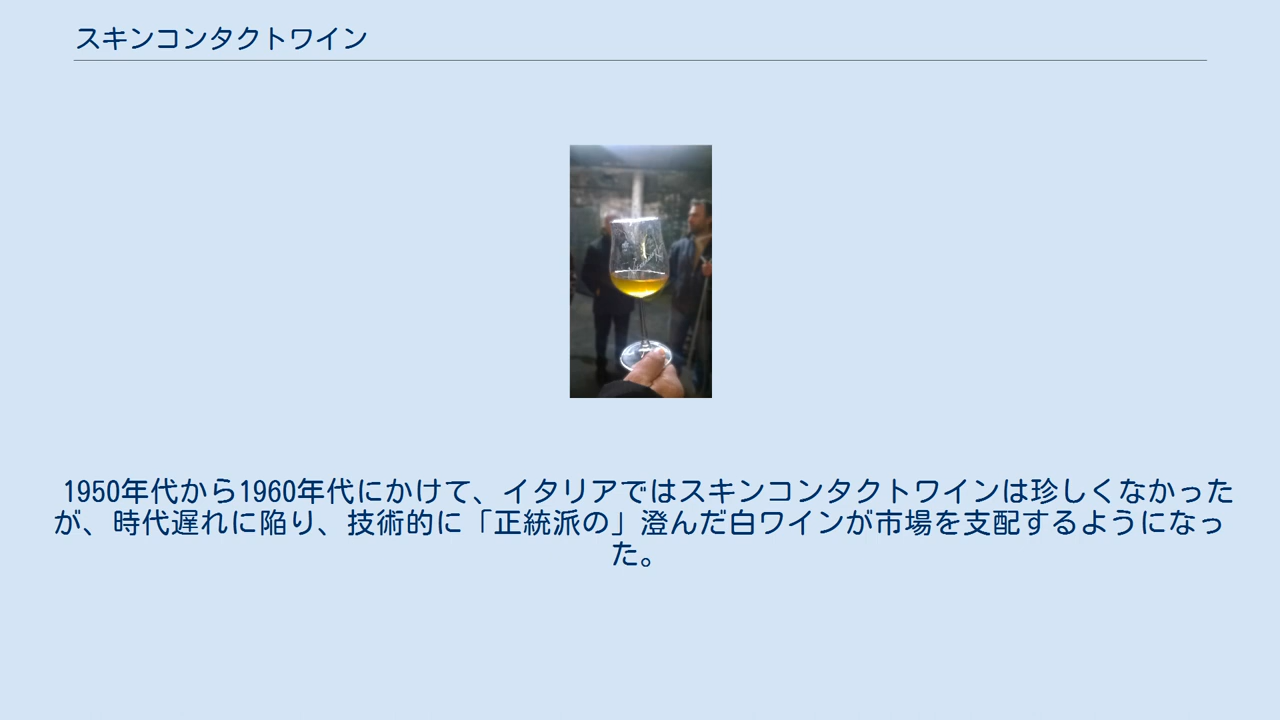 スキンコンタクトワイン
1950年代から1960年代にかけて、イタリアではスキンコンタクトワインは珍しくなかった
が、時代遅れに陥り、技術的に「正統派の」澄んだ白ワインが市場を支配するようになっ
た。